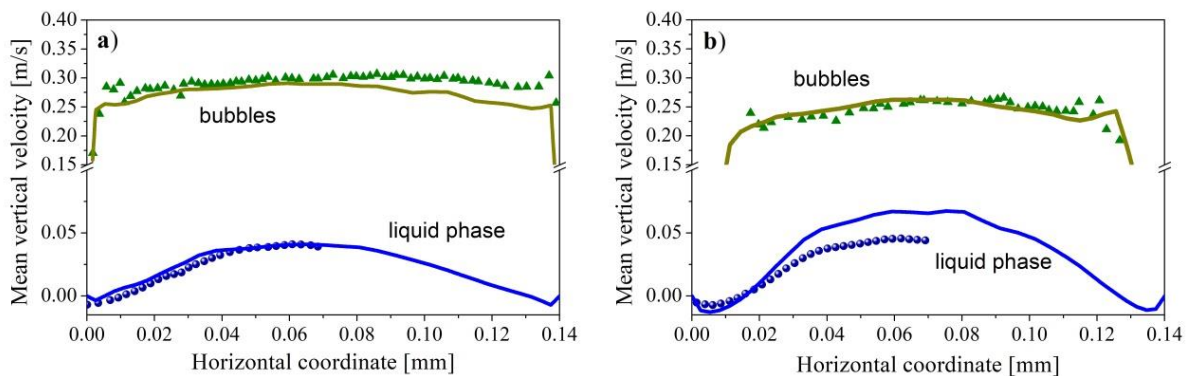 a)
Mean vertical velocity [m/s]
0.40
0.35
0.30
0.25
0.20
0.15
0.05
0.00
bubbles
liquid phase
0.00 0.02 0.04 0.06 0.08 0.10 0.12 0.14
Horizontal coordinate [mm]
b)
Mean vertical velocity [m/s]
0.40
0.35
0.30
0.25
0.20
0.15
0.05
0.00
bubbles
liquid phase
0.00 0.02 0.04 0.06 0.08 0.10 0.12 0.14
Horizontal coordinate [mm]